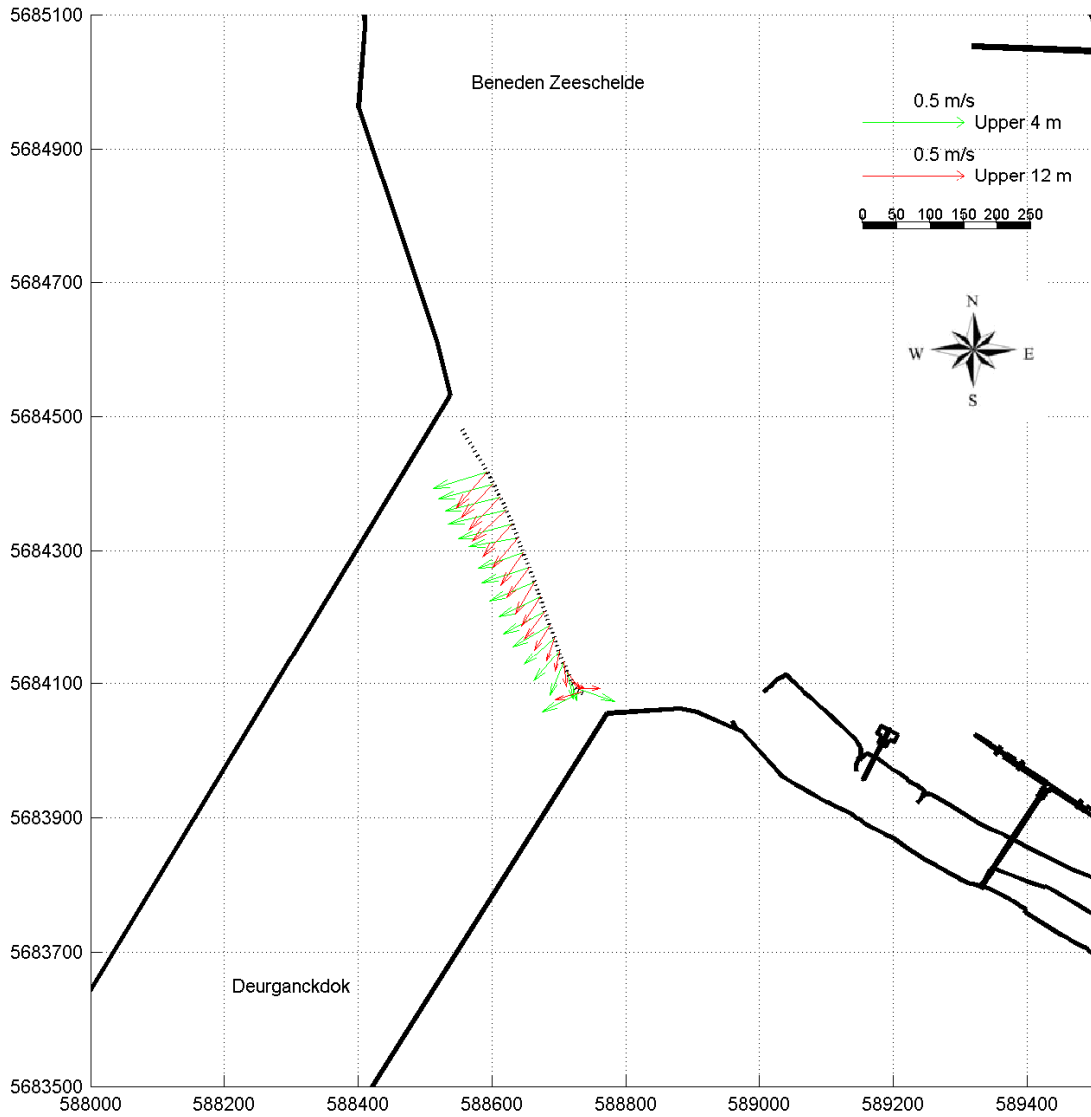 5685100
Beneden Zeeschelde
0.5 m/s
Upper 4 m
5684900
0.5 m/s
Upper 12 m
0 50 100 150 200 250
5684700
N
W E
S
5684500
5684300
5684100
5683900
5683700
Deurganckdok
5683500
588000 588200 588400 588600 588800 589000 589200 589400